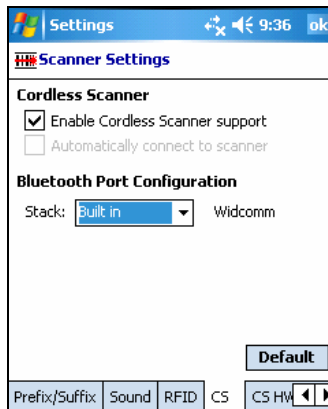 Settings 9:36 ok
Scanner Settings
Cordless Scanner
Enable Cordless Scanner support
Automatically connect to scanner
Bluetooth Port Configuration
Stack: Built in Widcomm
Default
Prefix/Suffix Sound RFID CS CS HW